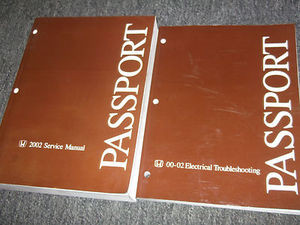 2002 Service Manual
PASSPORT
00-02 Electrical Troubleshooting
PASSPORT